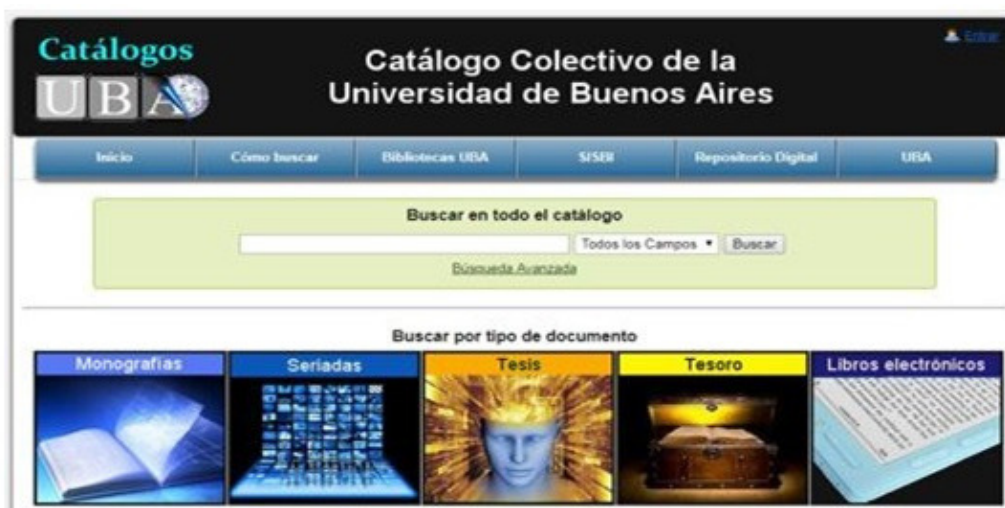 Catálogos
UBA
Catálogo Colectivo de la
Universidad de Buenos Aires
Entrar
Inicio Cómo buscar Bibliotecas UBA SISBI Repositorio Digital UBA
Buscar en todo el catálogo
Todos los Campos Buscar
Búsqueda Avanzada
Buscar por tipo de documento
Monografías Seriadas Tesis Tesoro Libros electrónicos